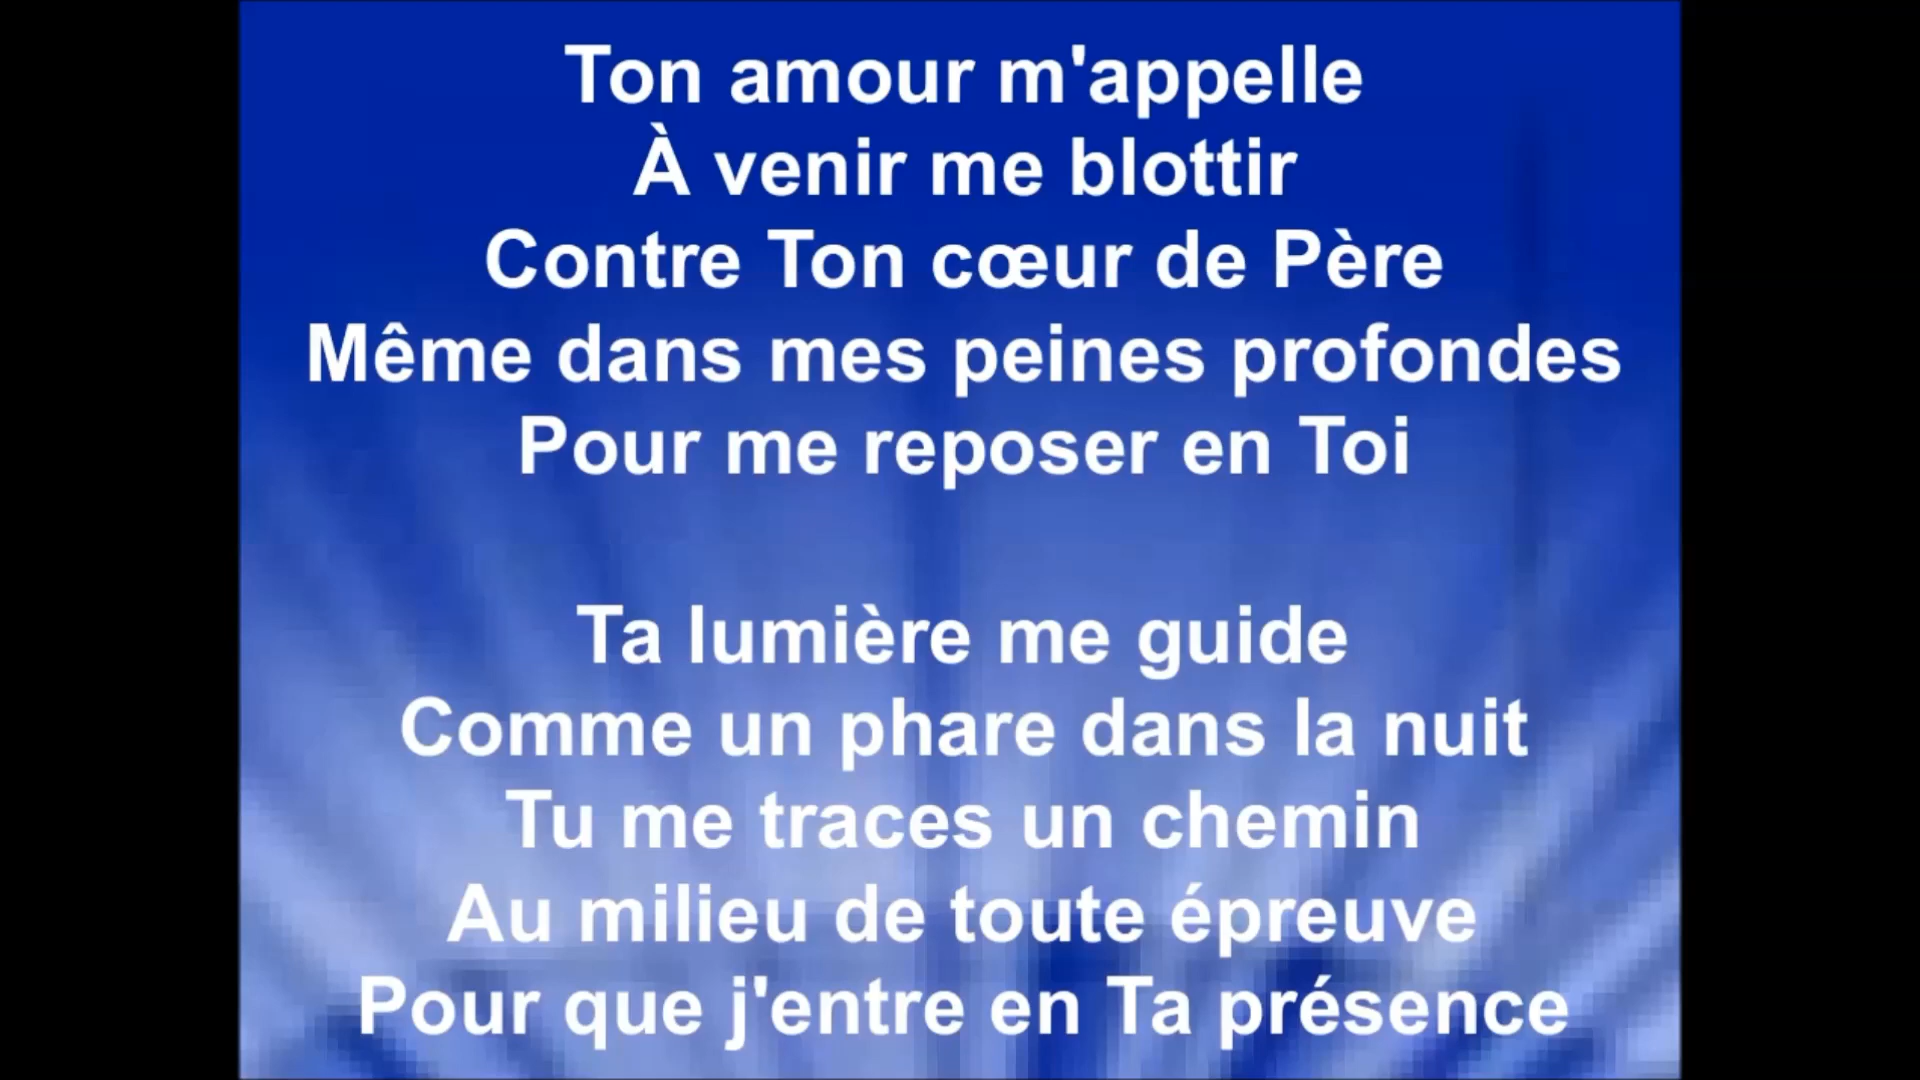 Ton amour m'appelle
À venir me blottir
Contre Ton cœur de Père
Même dans mes peines profondes
Pour me reposer en Toi
Ta lumière me guide
Comme un phare dans la nuit
Tu me traces un chemin
Au milieu de toute épreuve
Pour que j'entre en Ta présence